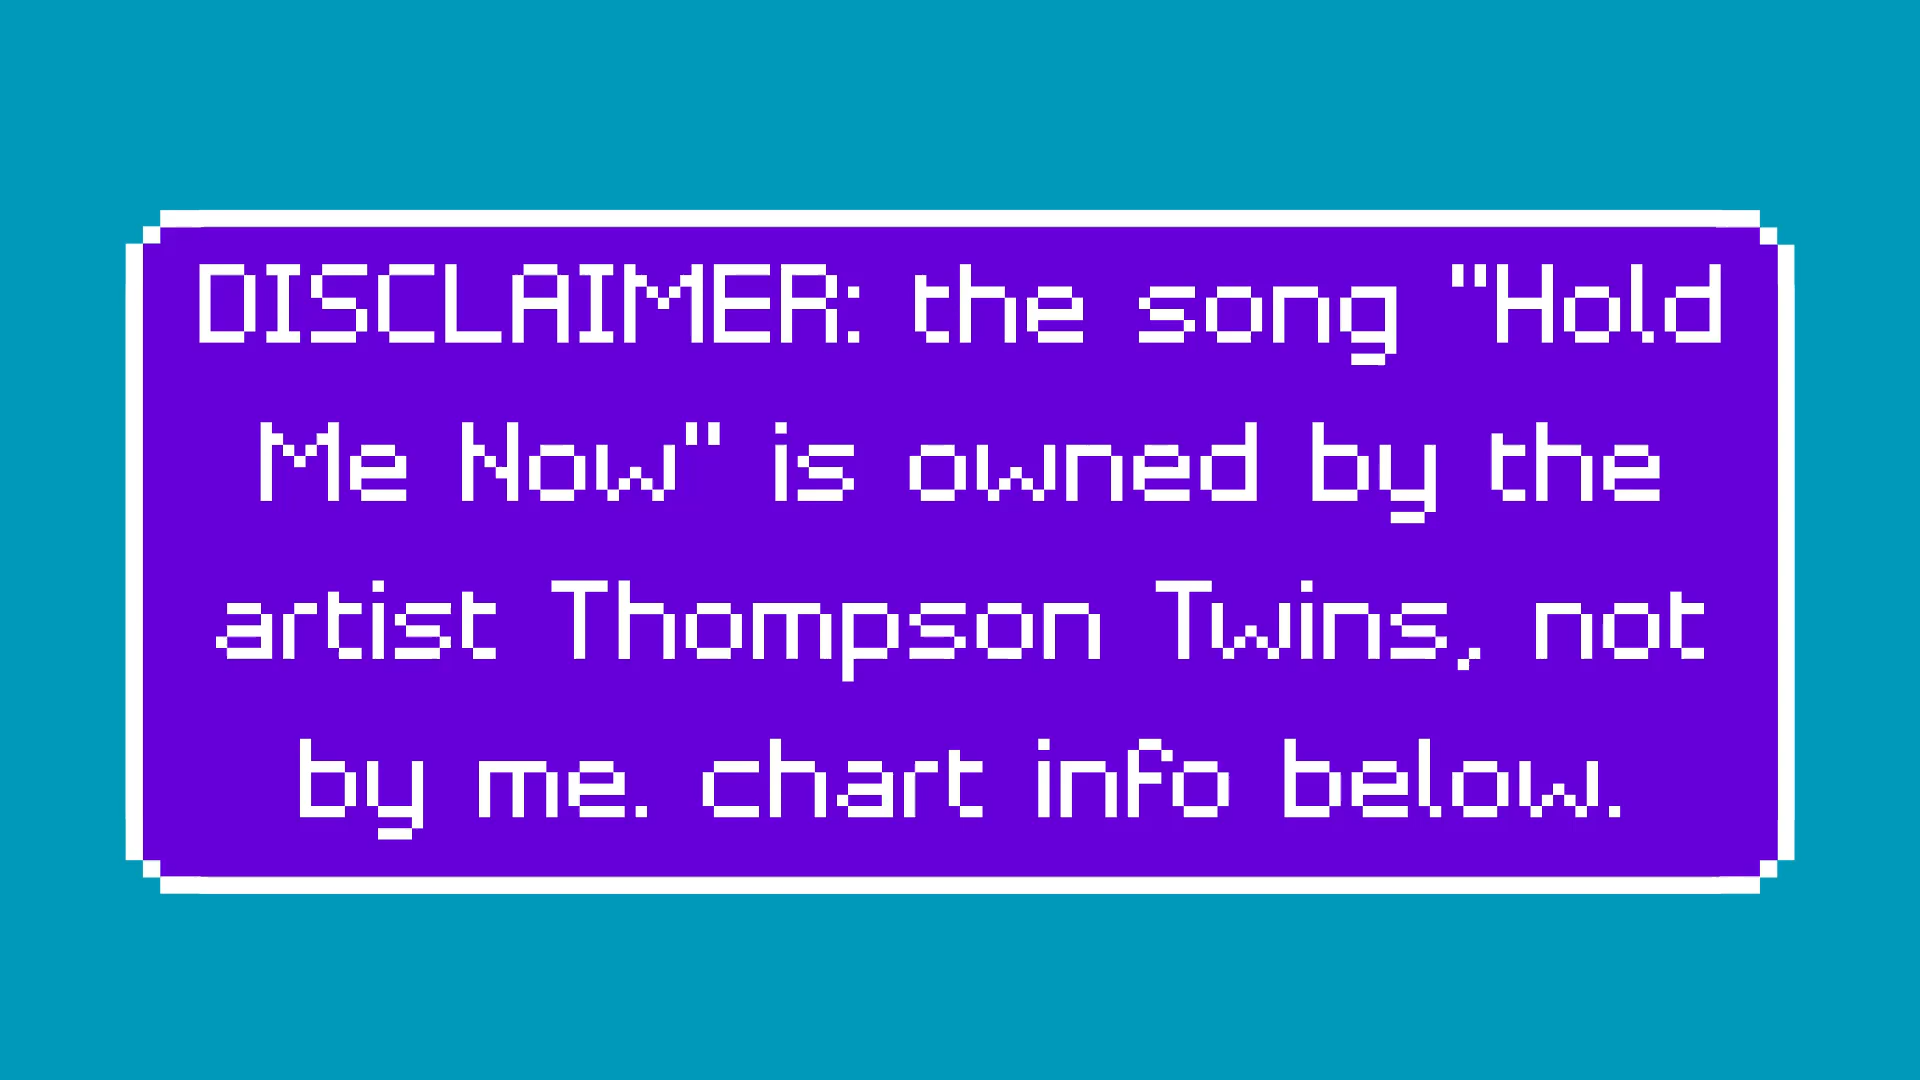 DISCLAIMER: the song "Hold
Me Now" is owned by the
artist Thompson Twins, not
by me. chart info below.